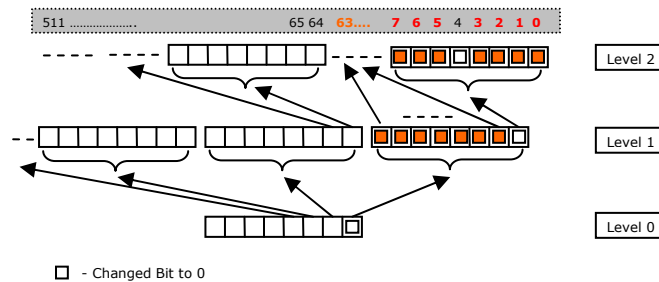 511 ..................... 65 64 63.... 7 6 5 4 3 2 1 0
Level 2
Level 1
Level 0
- Changed Bit to 0